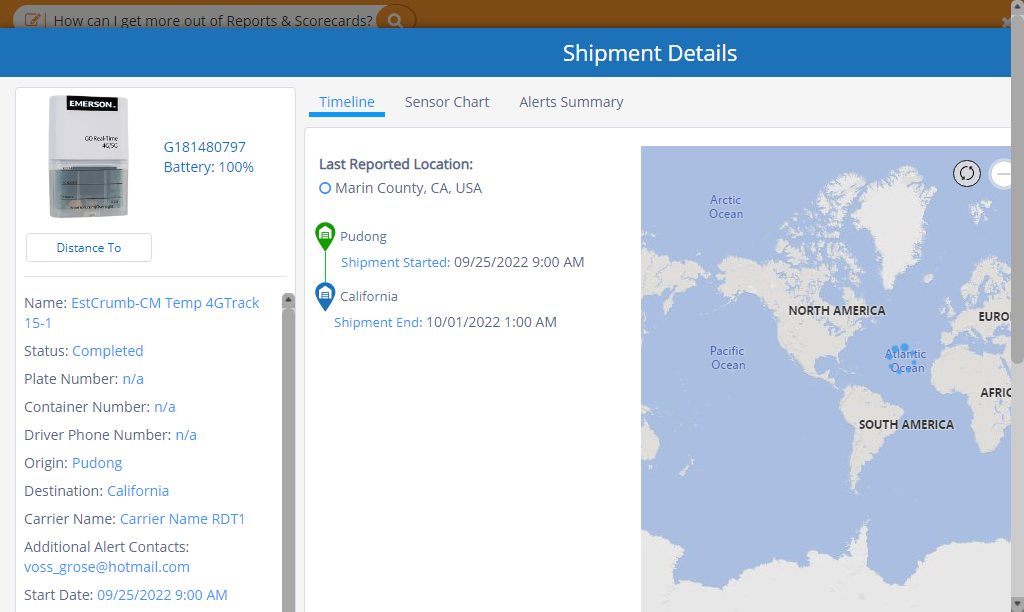 How can I get more out of Reports & Scorecards?
Shipment Details
EMERSON
GO Real-Time
4G/5G
G181480797
Battery: 100%
Distance To
Name: EstCrumb-CM Temp 4GTrack
15-1
Status: Completed
Plate Number: n/a
Container Number: n/a
Driver Phone Number: n/a
Origin: Pudong
Destination: California
Carrier Name: Carrier Name RDT1
Additional Alert Contacts:
voss_grose@hotmail.com
Start Date: 09/25/2022 9:00 AM
Timeline
Sensor Chart
Alerts Summary
Last Reported Location:
Marin County, CA, USA
Pudong
Shipment Started: 09/25/2022 9:00 AM
California
Shipment End: 10/01/2022 1:00 AM
Arctic
Ocean
NORTH AMERICA
EURO
Pacific
Ocean
Atlantic
Ocean
AFRIC
SOUTH AMERICA